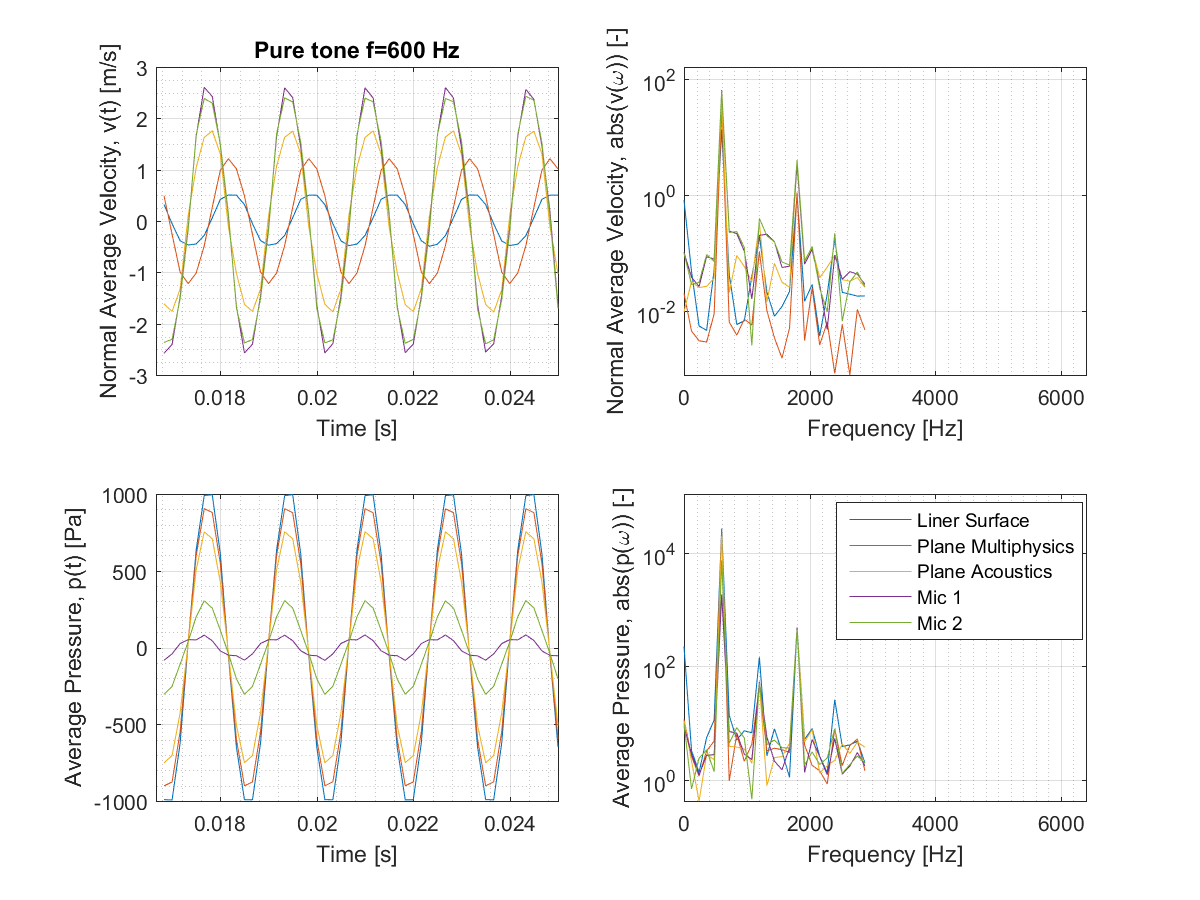 Pure tone f=600 Hz
Normal Average Velocity, v(t) [m/s]
3
2
1
0
-1
-2
-3
0.018
0.02
0.022
0.024
Time [s]
Normal Average Velocity, abs(v(ω)) [-]
10^2
10^0
10^-2
0
2000
4000
6000
Frequency [Hz]
Average Pressure, p(t) [Pa]
1000
500
0
-500
-1000
0.018
0.02
0.022
0.024
Time [s]
Average Pressure, abs(p(ω)) [-]
10^4
10^2
10^0
0
2000
4000
6000
Frequency [Hz]
Liner Surface
Plane Multiphysics
Plane Acoustics
Mic 1
Mic 2